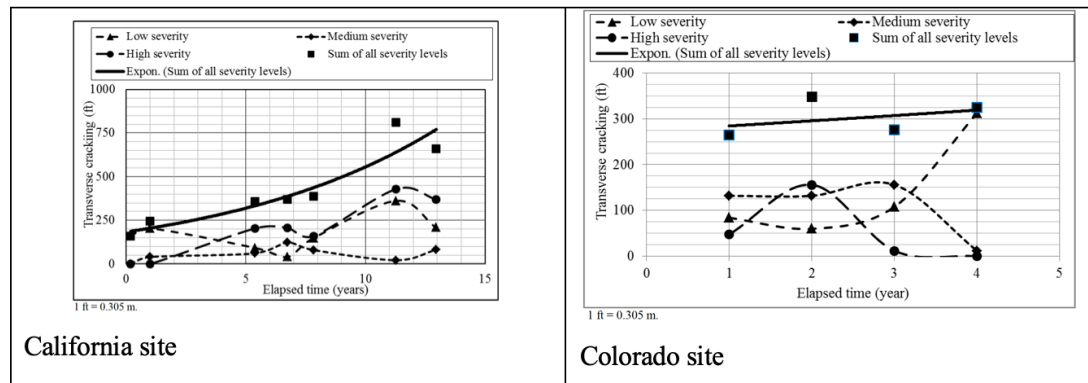 Low severity
Medium severity
High severity
Sum of all severity levels
Expon. (Sum of all severity levels)
Transverse crackiing (ft)
1000
750
500
250
0
0
5
10
15
Elapsed time (years)
1 ft = 0.305 m.
California site
Low severity
Medium severity
High severity
Sum of all severity levels
Expon. (Sum of all severity levels)
Transverse cracking (ft)
400
300
200
100
0
0
1
2
3
4
5
Elapsed time (year)
1 ft = 0.305 m.
Colorado site